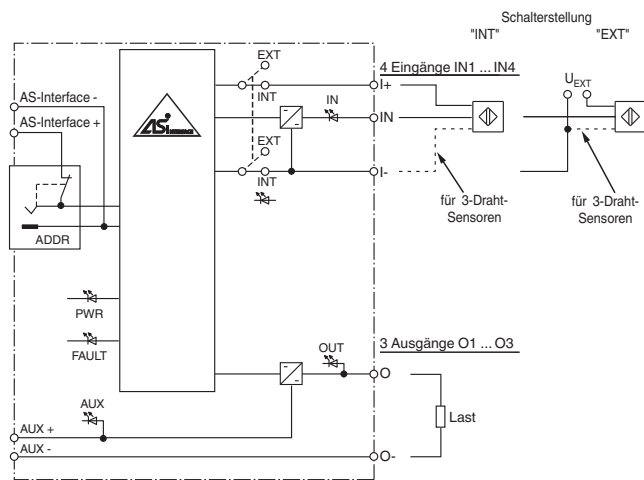 Schalterstellung
"INT"
"EXT"
4 Eingänge IN1 ... IN4
EXT
INT
I+
IN
IN
EXT
INT
I-
U EXT
für 3-Draht-
Sensoren
für 3-Draht-
Sensoren
AS-Interface -
AS-Interface +
ASi
INTERFACE
ADDR
PWR
FAULT
3 Ausgänge O1 ... O3
OUT
O
AUX
Last
AUX +
AUX -
O-